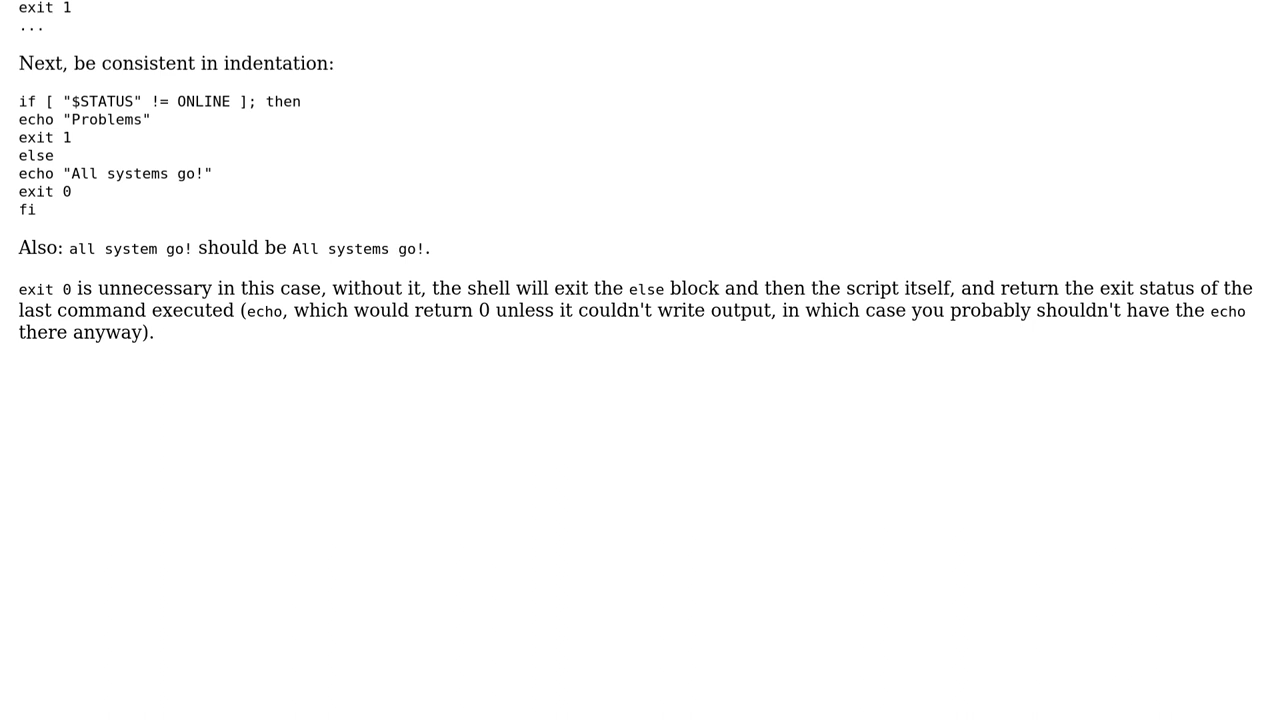 exit 1
...
Next, be consistent in indentation:
if [ "$STATUS" != ONLINE ]; then
echo "Problems"
exit 1
else
echo "All systems go!"
exit 0
fi
Also: all system go! should be All systems go!.
exit 0 is unnecessary in this case, without it, the shell will exit the else block and then the script itself, and return the exit status of the
last command executed (echo, which would return 0 unless it couldn't write output, in which case you probably shouldn't have the echo
there anyway).